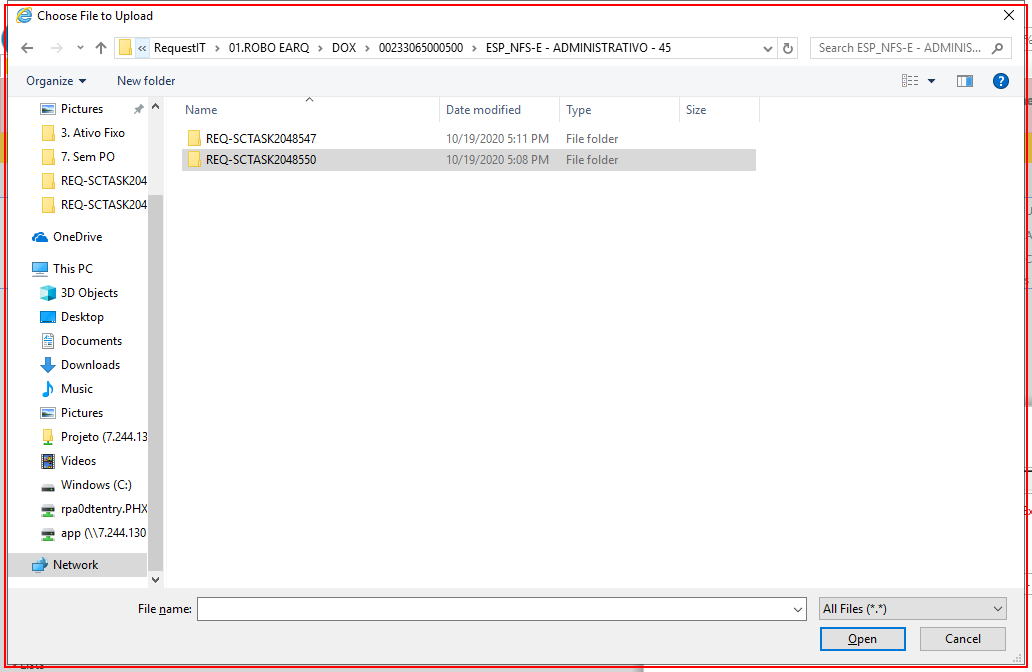 Choose File to Upload
« RequestIT > 01.ROBO EARQ > DOX > 00233065000500 > ESP_NFS-E - ADMINISTRATIVO - 45
Search ESP_NFS-E - ADMINIS...
Organize New folder
Pictures
3. Ativo Fixo
7. Sem PO
REQ-SCTASK204
REQ-SCTASK204
OneDrive
This PC
3D Objects
Desktop
Documents
Downloads
Music
Pictures
Projeto (7.244.13
Videos
Windows (C:)
rpa0dtentry.PHX
app (\\7.244.130
Network
Name Date modified Type Size
REQ-SCTASK2048547 10/19/2020 5:11 PM File folder
REQ-SCTASK2048550 10/19/2020 5:08 PM File folder
File name:
All Files (*.*)
Open Cancel